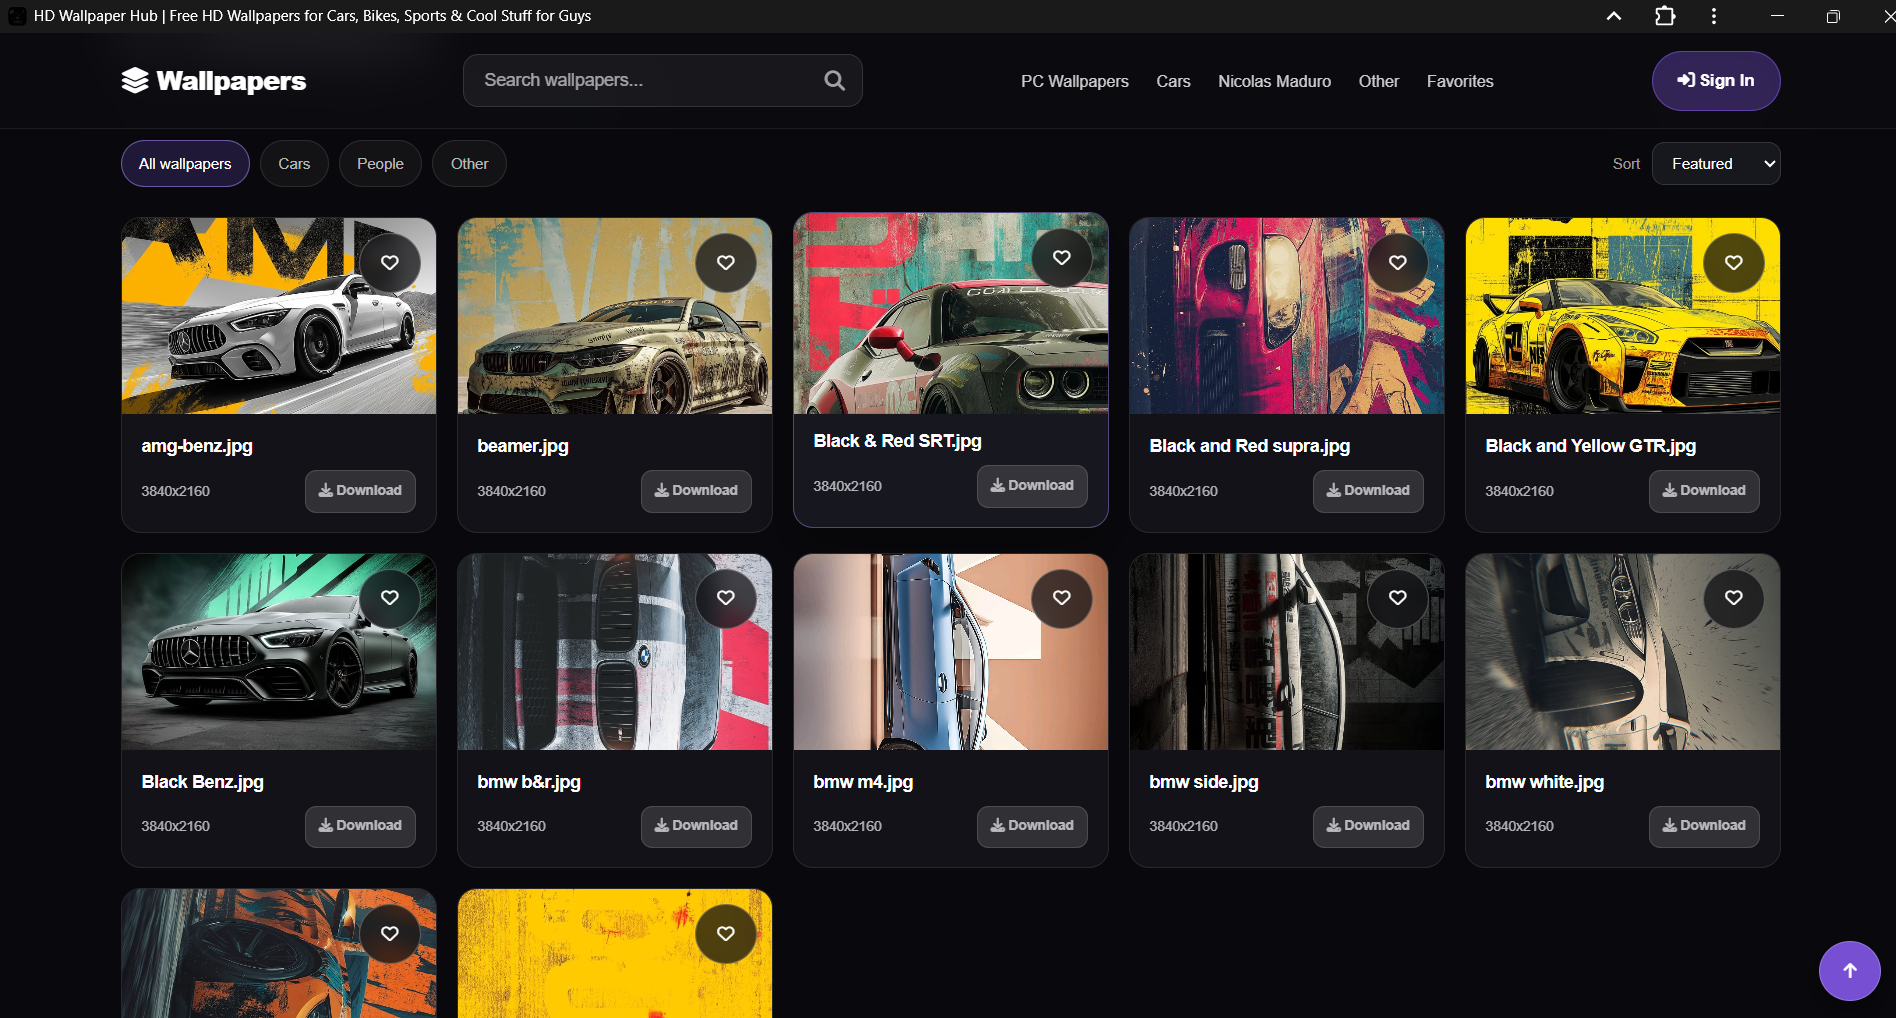 HD Wallpaper Hub | Free HD Wallpapers for Cars, Bikes, Sports & Cool Stuff for Guys
Wallpapers
Search wallpapers...
PC Wallpapers
Cars
Nicolas Maduro
Other
Favorites
Sign In
All wallpapers
Cars
People
Other
Sort
Featured
amg-benz.jpg
3840x2160
Download
beamer.jpg
3840x2160
Download
Black & Red SRT.jpg
3840x2160
Download
Black and Red supra.jpg
3840x2160
Download
Black and Yellow GTR.jpg
3840x2160
Download
Black Benz.jpg
3840x2160
Download
bmw b&r.jpg
3840x2160
Download
bmw m4.jpg
3840x2160
Download
bmw side.jpg
3840x2160
Download
bmw white.jpg
3840x2160
Download